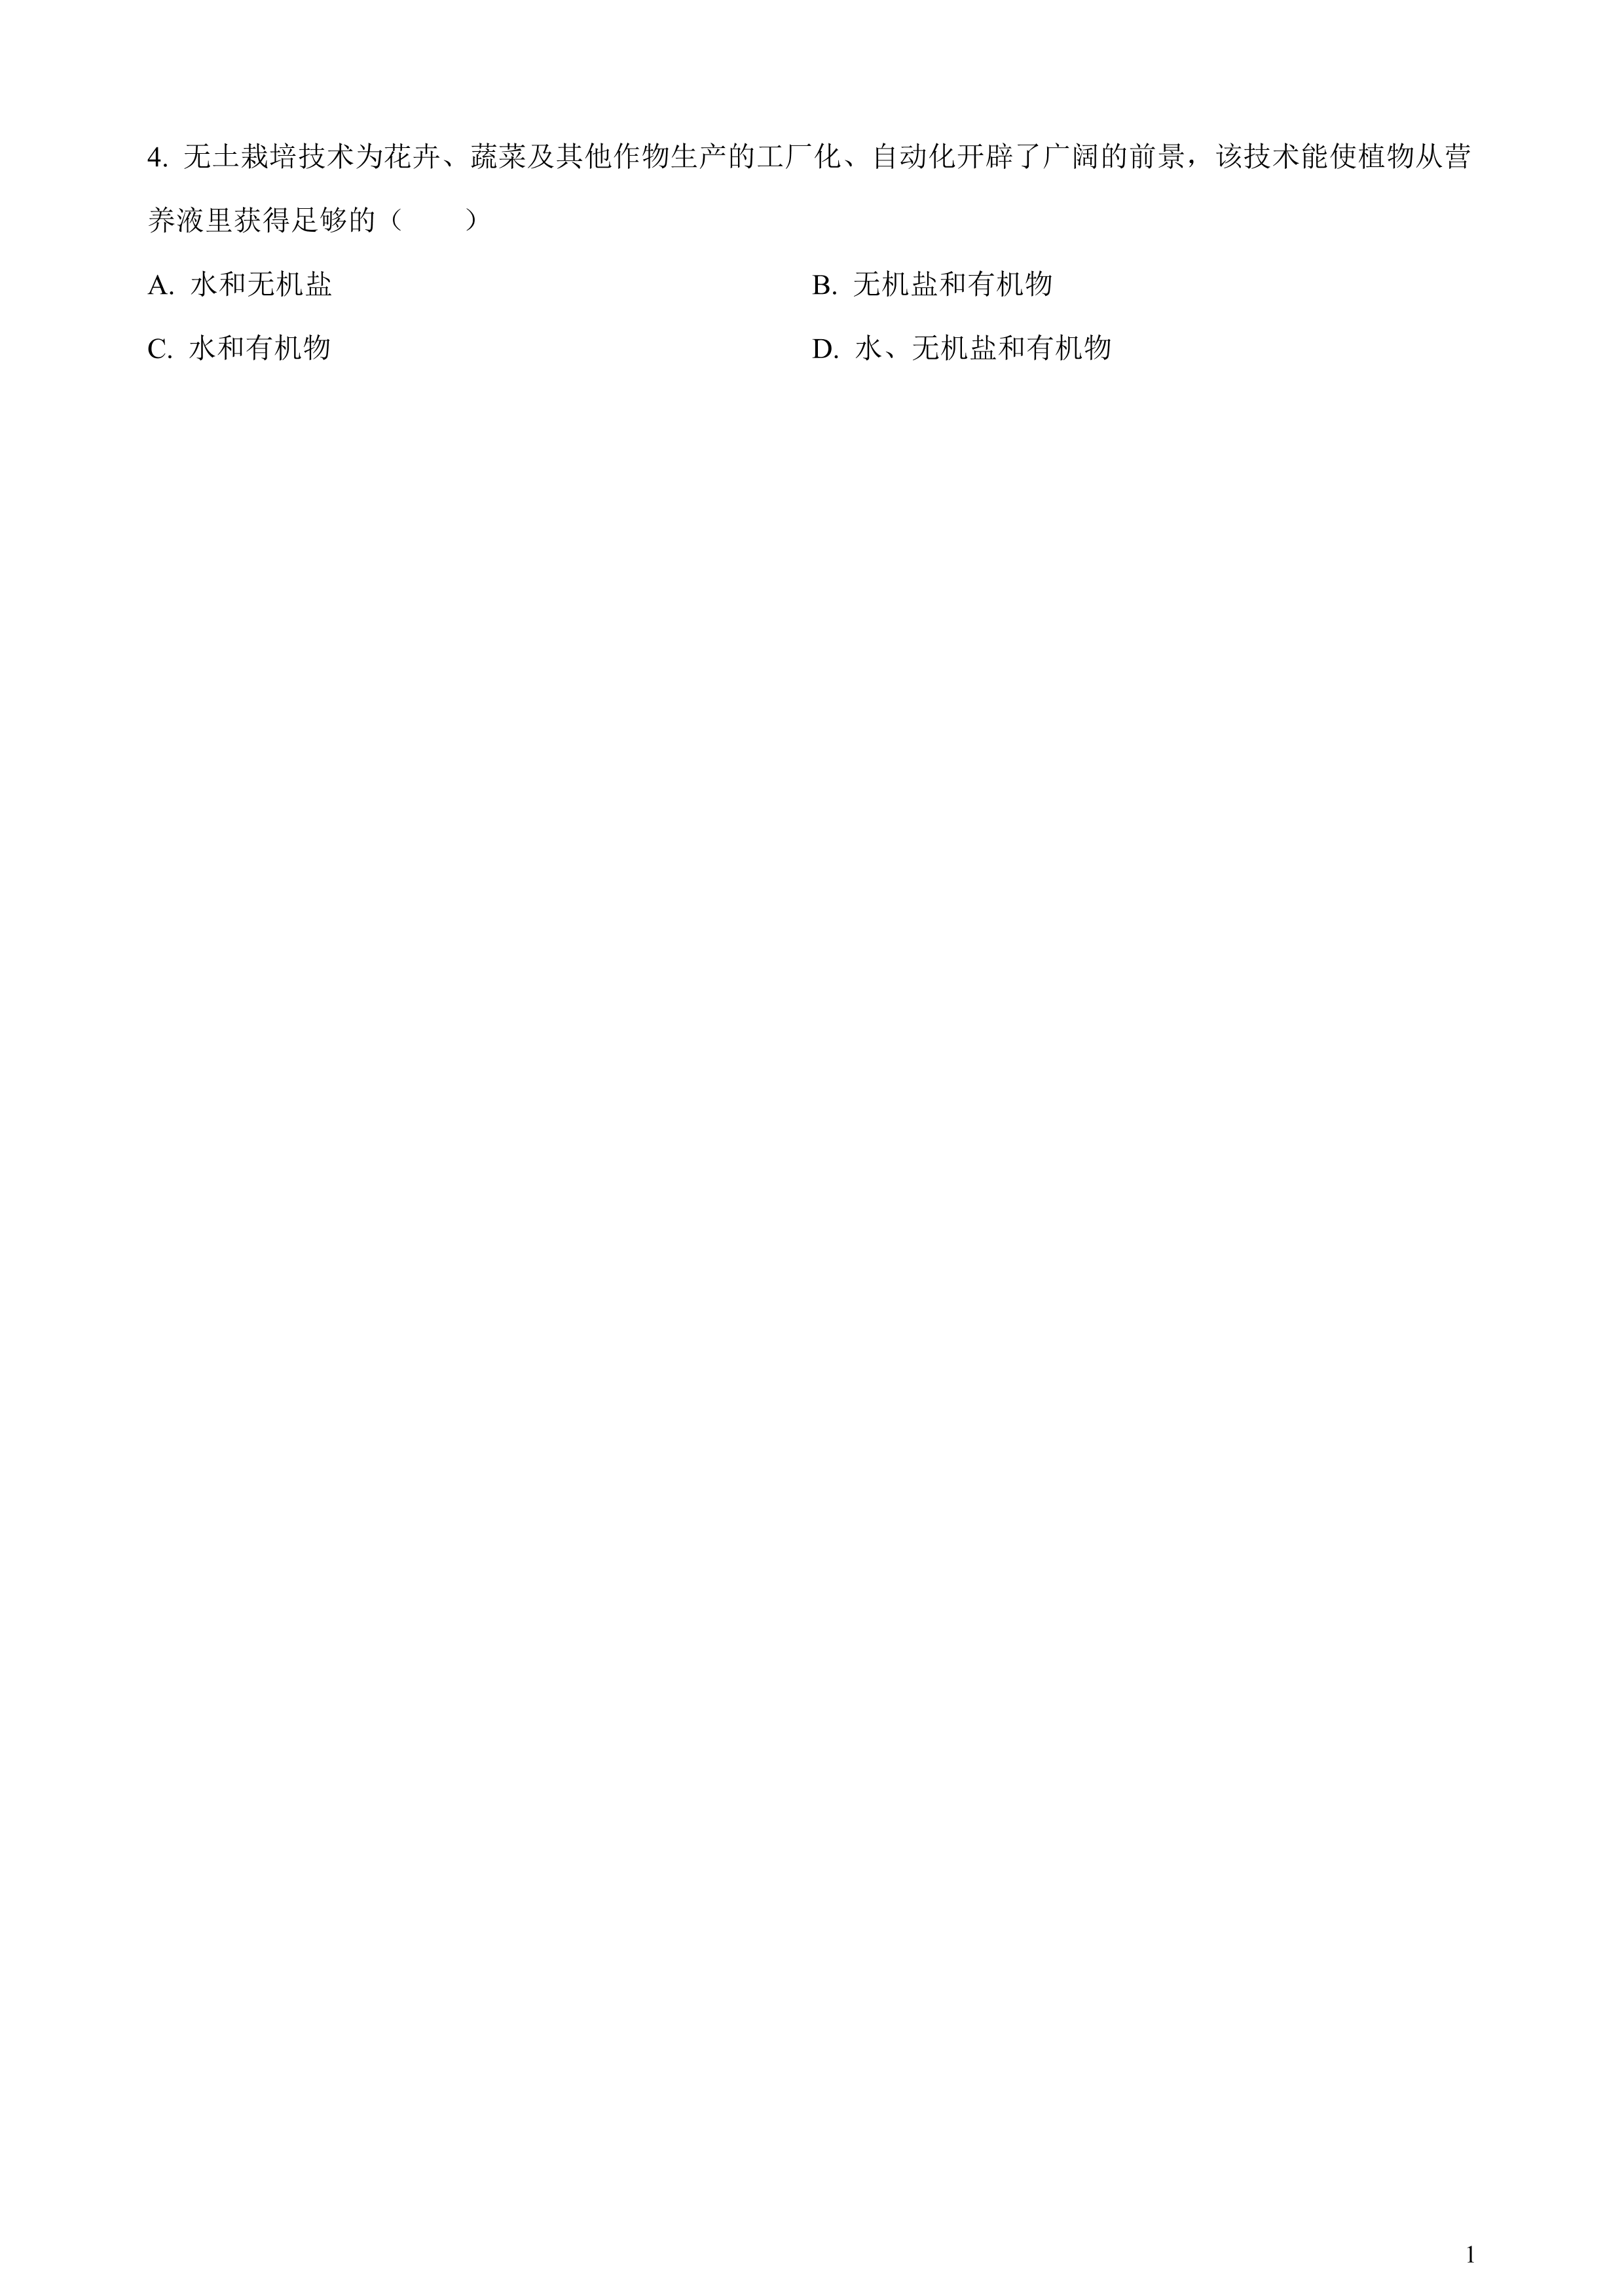 4. 无土栽培技术为花卉、蔬菜及其他作物生产的工厂化、自动化开辟了广阔的前景，该技术能使植物从营
养液里获得足够的（　　）
A. 水和无机盐
B. 无机盐和有机物
C. 水和有机物
D. 水、无机盐和有机物
1